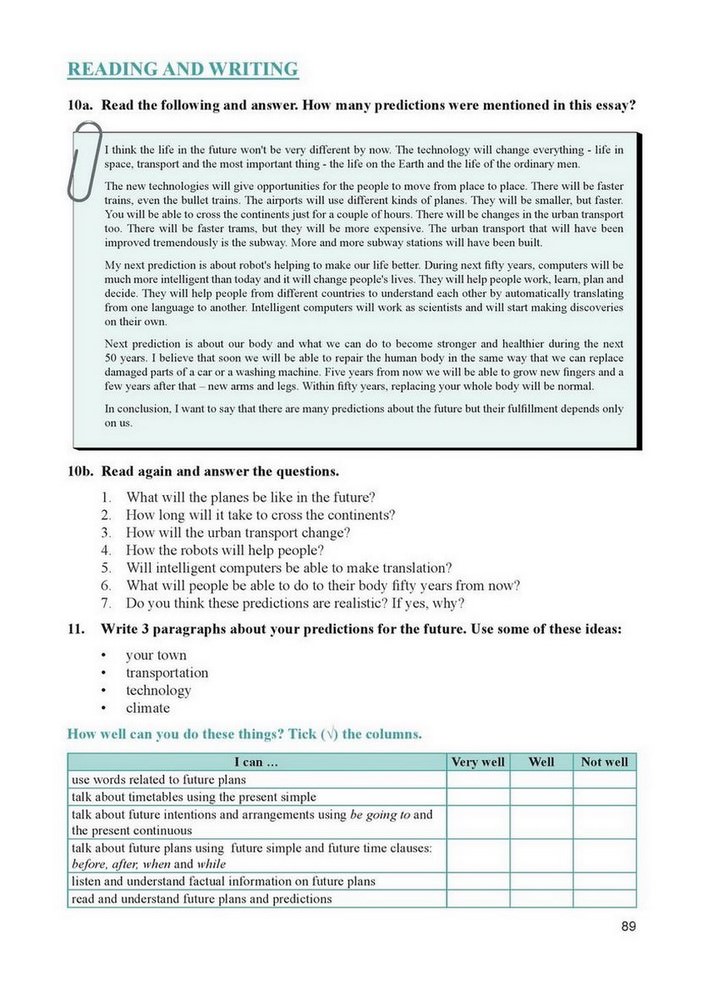 READING AND WRITING
10a. Read the following and answer. How many predictions were mentioned in this essay?
I think the life in the future won't be very different by now. The technology will change everything - life in
space, transport and the most important thing - the life on the Earth and the life of the ordinary men.
The new technologies will give opportunities for the people to move from place to place. There will be faster
trains, even the bullet trains. The airports will use different kinds of planes. They will be smaller, but faster.
You will be able to cross the continents just for a couple of hours. There will be changes in the urban transport
too. There will be faster trams, but they will be more expensive. The urban transport that will have been
improved tremendously is the subway. More and more subway stations will have been built.
My next prediction is about robot's helping to make our life better. During next fifty years, computers will be
much more intelligent than today and it will change people's lives. They will help people work, learn, plan and
decide. They will help people from different countries to understand each other by automatically translating
from one language to another. Intelligent computers will work as scientists and will start making discoveries
on their own.
Next prediction is about our body and what we can do to become stronger and healthier during the next
50 years. I believe that soon we will be able to repair the human body in the same way that we can replace
damaged parts of a car or a washing machine. Five years from now we will be able to grow new fingers and a
few years after that – new arms and legs. Within fifty years, replacing your whole body will be normal.
In conclusion, I want to say that there are many predictions about the future but their fulfillment depends only
on us.
10b. Read again and answer the questions.
1. What will the planes be like in the future?
2. How long will it take to cross the continents?
3. How will the urban transport change?
4. How the robots will help people?
5. Will intelligent computers be able to make translation?
6. What will people be able to do to their body fifty years from now?
7. Do you think these predictions are realistic? If yes, why?
11. Write 3 paragraphs about your predictions for the future. Use some of these ideas:
• your town
• transportation
• technology
• climate
How well can you do these things? Tick (√) the columns.
I can … Very well Well Not well
use words related to future plans
talk about timetables using the present simple
talk about future intentions and arrangements using be going to and
the present continuous
talk about future plans using future simple and future time clauses:
before, after, when and while
listen and understand factual information on future plans
read and understand future plans and predictions
89